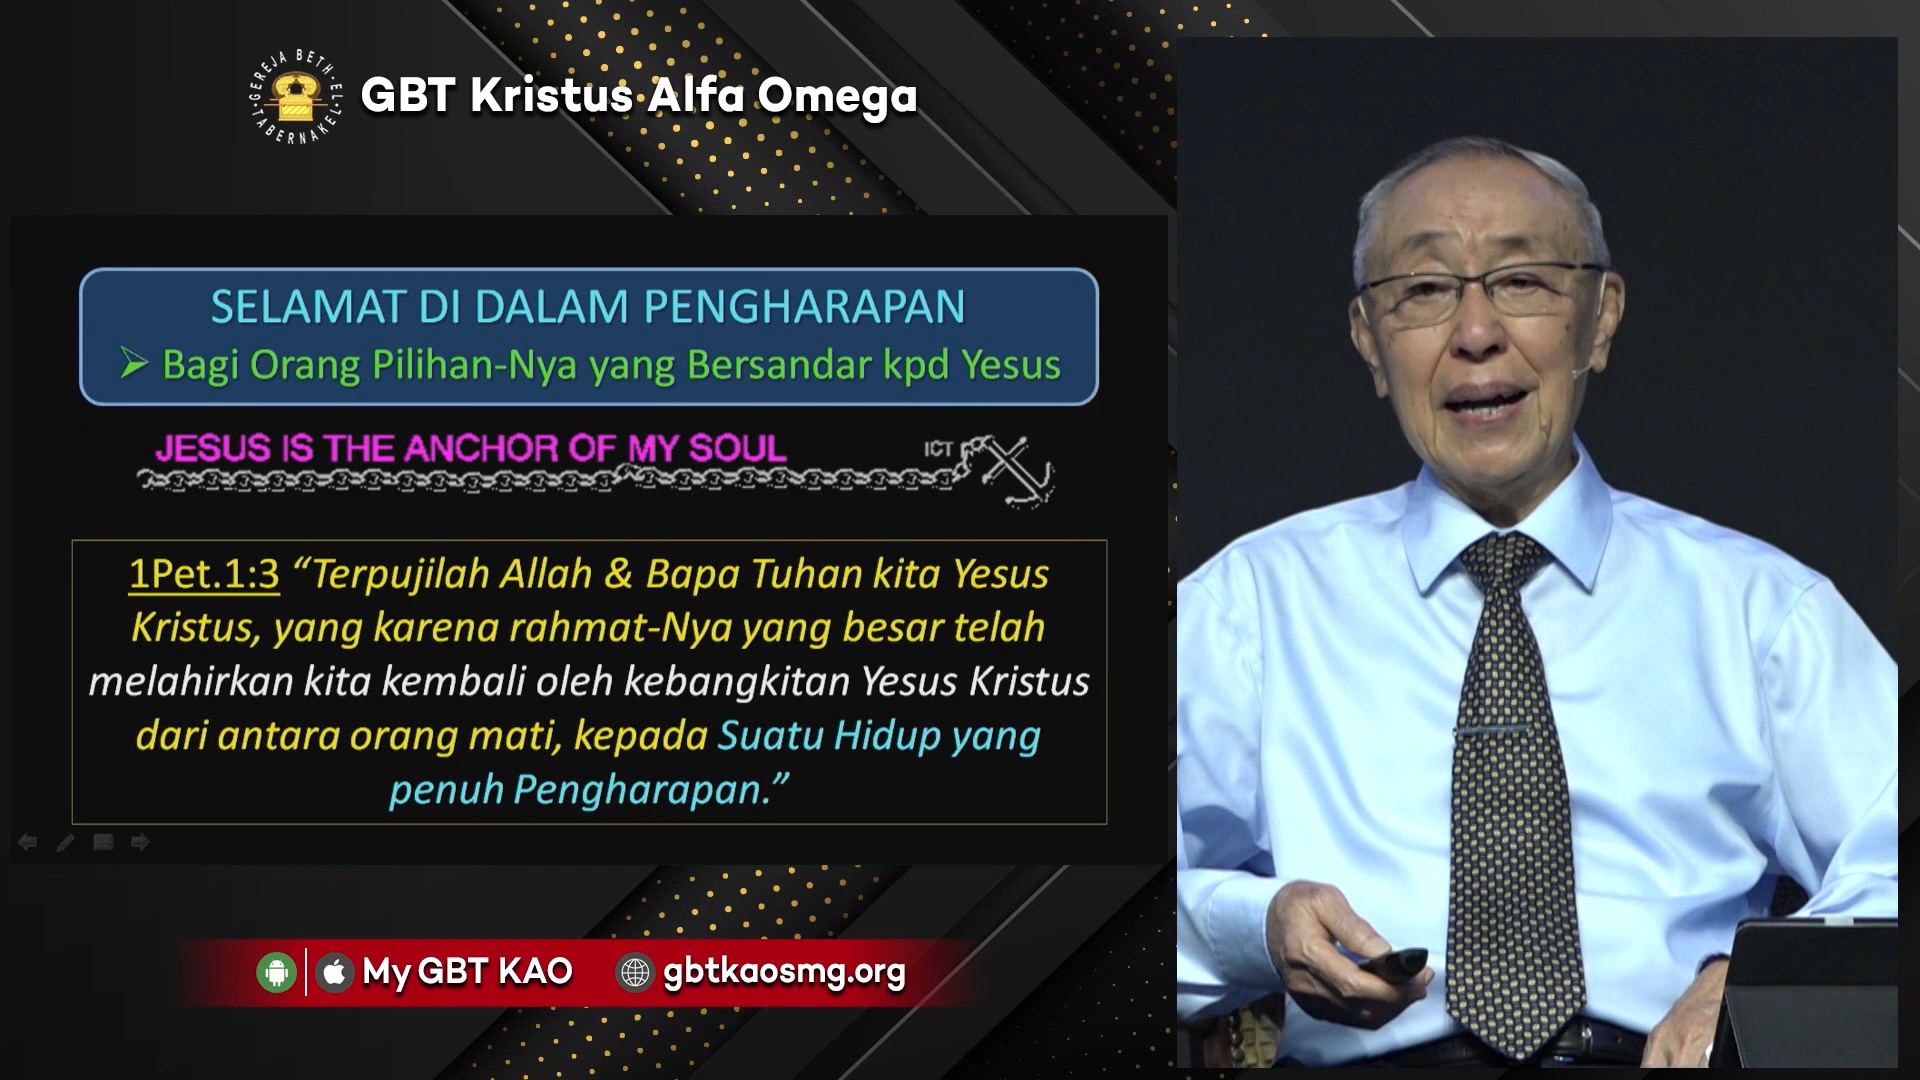 GEREJA BETH-EL TABERNAKEL
GBT Kristus Alfa Omega
SELAMAT DI DALAM PENGHARAPAN
➢ Bagi Orang Pilihan-Nya yang Bersandar kpd Yesus
JESUS IS THE ANCHOR OF MY SOUL
ICT
1Pet.1:3 “Terpujilah Allah & Bapa Tuhan kita Yesus
Kristus, yang karena rahmat-Nya yang besar telah
melahirkan kita kembali oleh kebangkitan Yesus Kristus
dari antara orang mati, kepada Suatu Hidup yang
penuh Pengharapan.”
My GBT KAO
gbtkaosmg.org